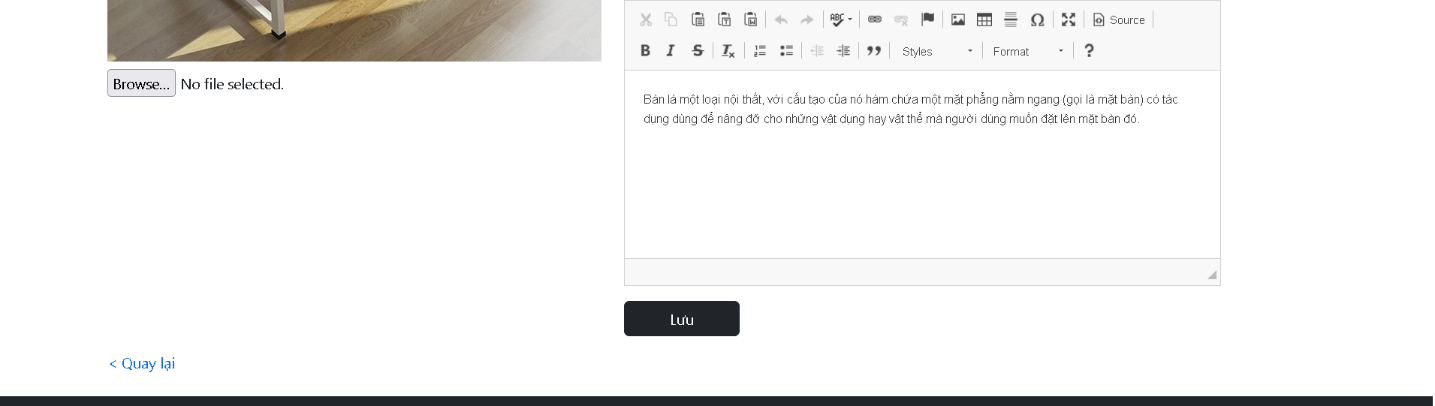 Source
B I S Styles Format ?
Browse... No file selected.
Bàn là một loại nội thất, với cấu tạo của nó hàm chứa một mặt phẳng nằm ngang (gọi là mặt bàn) có tác
dụng dùng để nâng đỡ cho những vật dụng hay vật thể mà người dùng muốn đặt lên mặt bàn đó.
Lưu
< Quay lại